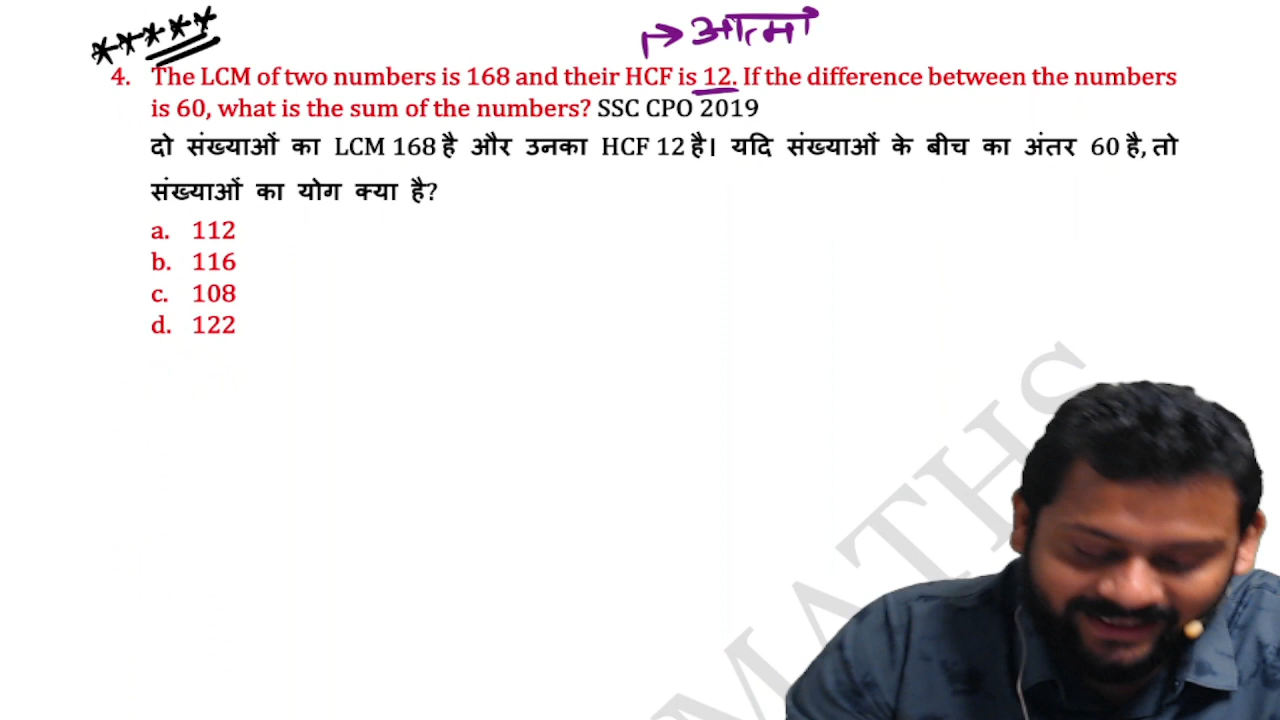 → आत्मा
*****
4. The LCM of two numbers is 168 and their HCF is 12. If the difference between the numbers
is 60, what is the sum of the numbers? SSC CPO 2019
दो संख्याओं का LCM 168 है और उनका HCF 12 है। यदि संख्याओं के बीच का अंतर 60 है, तो
संख्याओं का योग क्या है?
a. 112
b. 116
c. 108
d. 122
MATHS